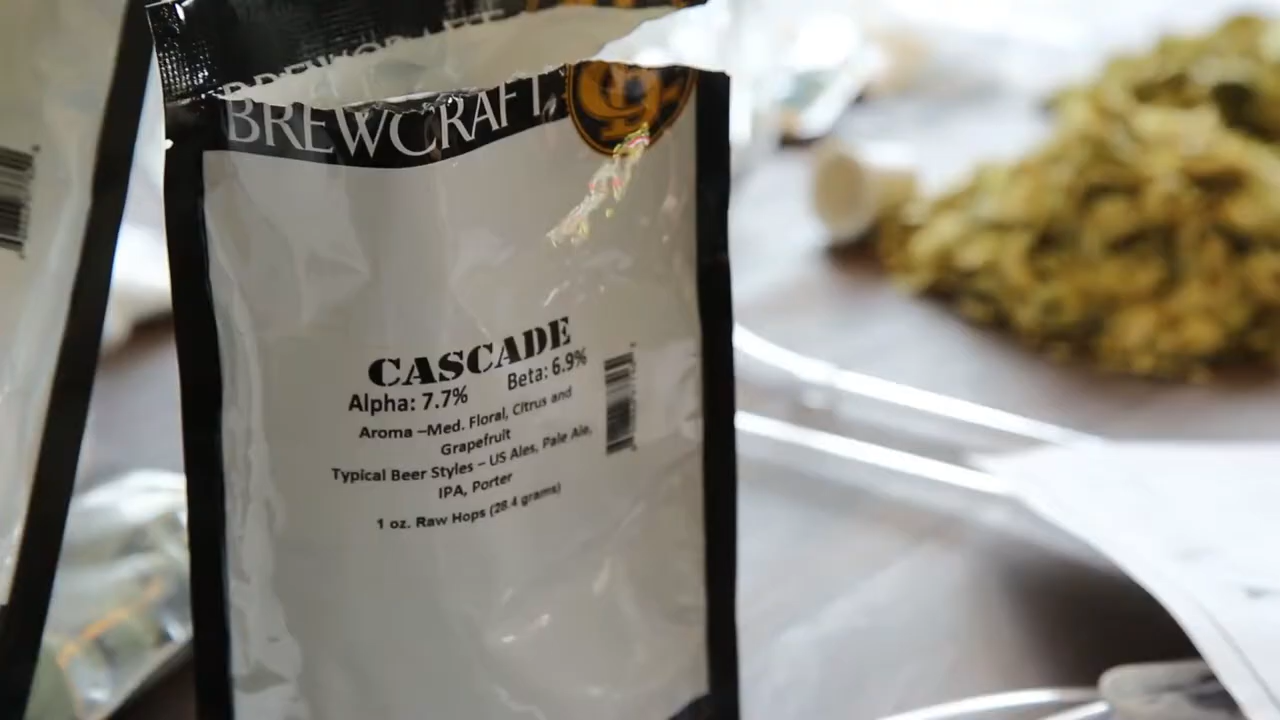 BREWCRAFT
BREWCRAFT
CASCADE
Alpha: 7.7% Beta: 6.9%
Aroma –Med. Floral, Citrus and
Grapefruit
Typical Beer Styles – US Ales, Pale Ale,
IPA, Porter
1 oz. Raw Hops (28.4 grams)